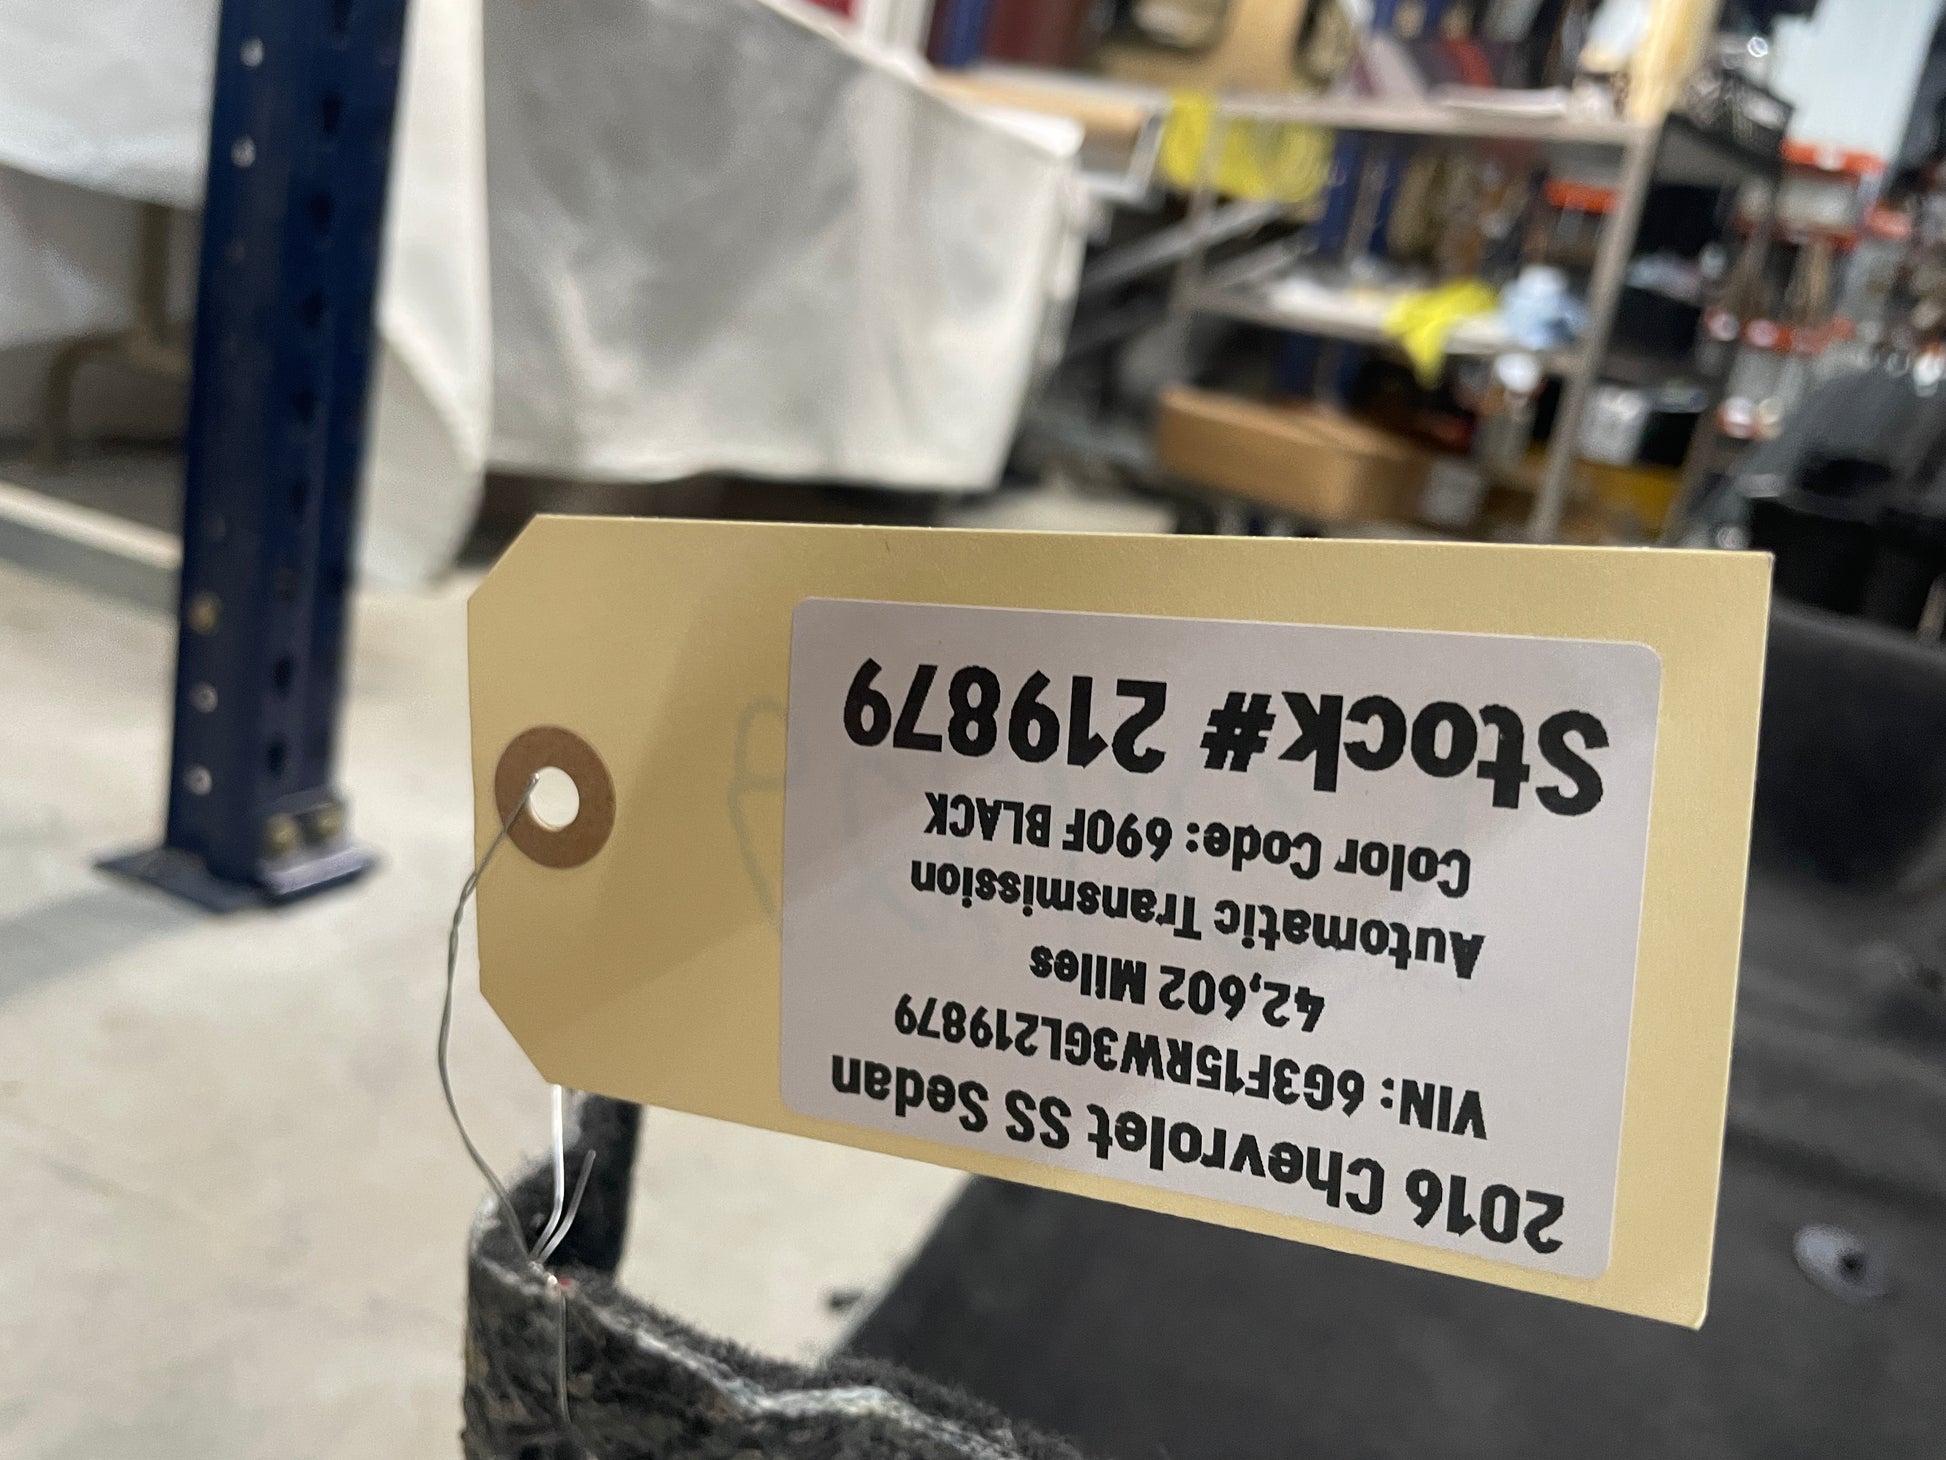 2016 Chevrolet SS Sedan
VIN: 6G3F15RW3GL219879
42,602 Miles
Automatic Transmission
Color Code: 690F BLACK
Stock# 219879